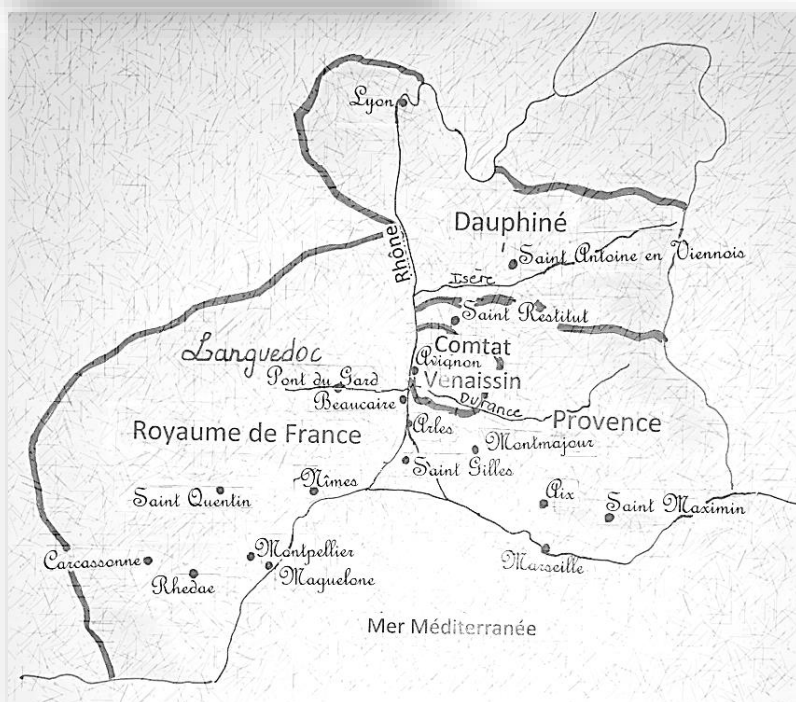 Lyon
Dauphiné
Rhône
Saint Antoine en Viennois
Isère
Saint Restitut
Languedoc
Comtat
Avignon
Venaissin
Pont du Gard
Beaucaire
Durance
Provence
Arles
Royaume de France
Montmajour
Saint Gilles
Nîmes
Saint Quentin
Aix
Saint Maximin
Carcassonne
Montpellier
Marseille
Rhedae
Maguelone
Mer Méditerranée